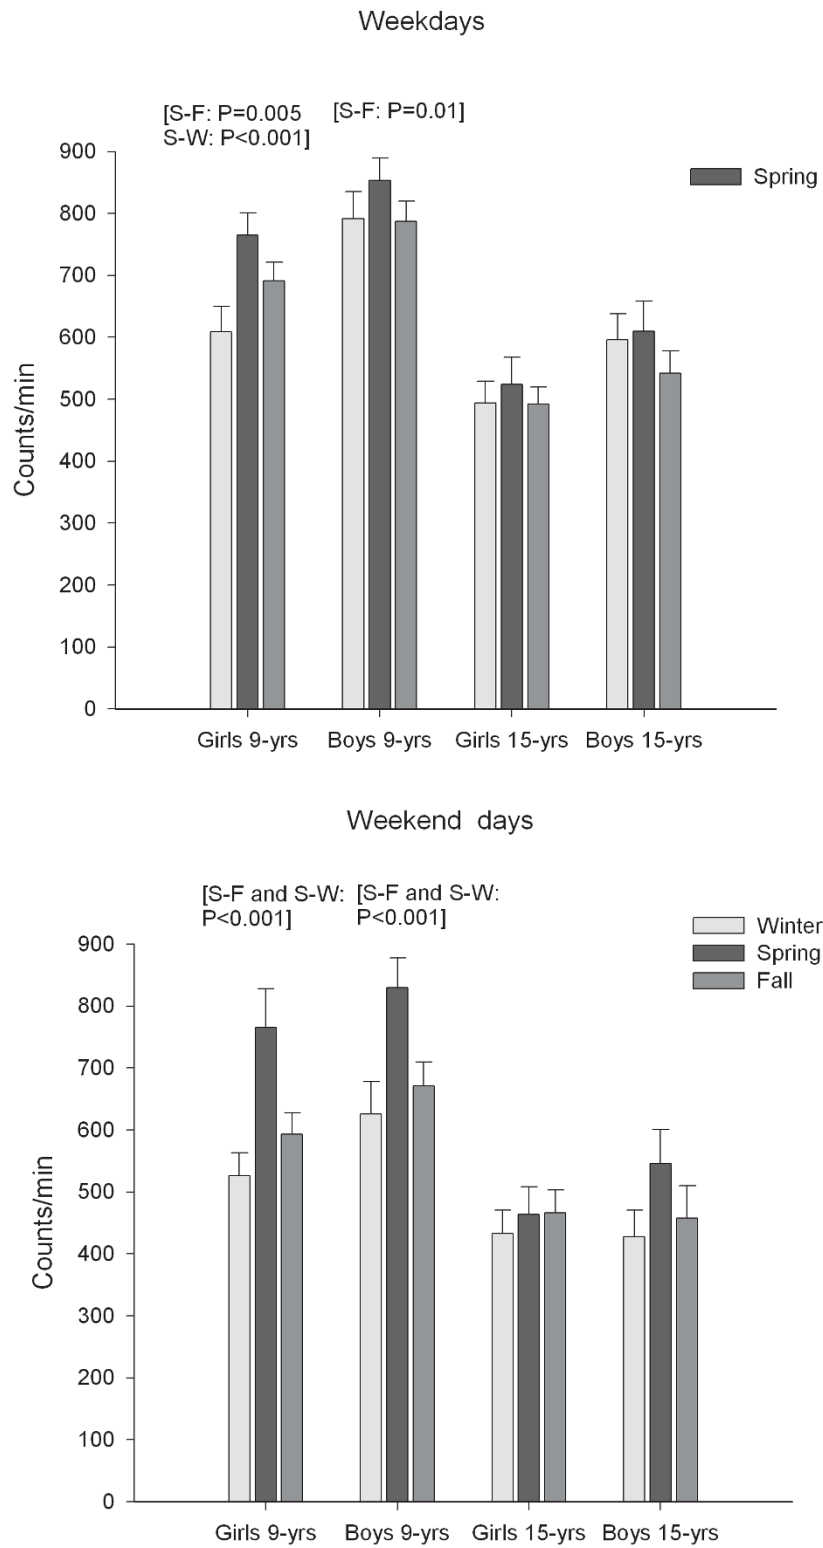 Weekdays
[S-F: P=0.005
S-W: P<0.001]
[S-F: P=0.01]
Spring
900
800
700
600
500
400
300
200
100
0
Counts/min
Girls 9-yrs
Boys 9-yrs
Girls 15-yrs
Boys 15-yrs
Weekend days
[S-F and S-W:
P<0.001]
[S-F and S-W:
P<0.001]
Winter
Spring
Fall
900
800
700
600
500
400
300
200
100
0
Counts/min
Girls 9-yrs
Boys 9-yrs
Girls 15-yrs
Boys 15-yrs